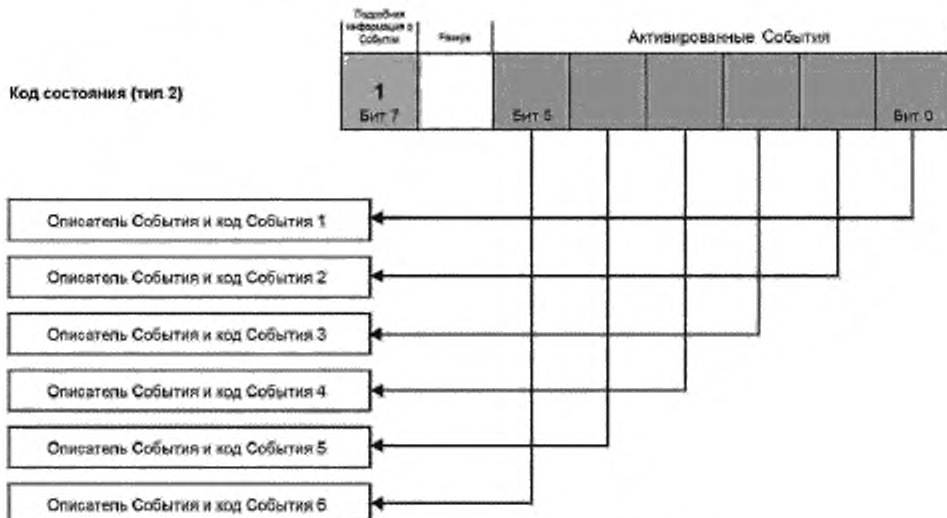 Подробная
информация о
Событии
Резерв
Активированные События
Код состояния (тип 2)
1
Бит 7
Бит 5
Бит 0
Описатель События и код События 1
Описатель События и код События 2
Описатель События и код События 3
Описатель События и код События 4
Описатель События и код События 5
Описатель События и код События 6